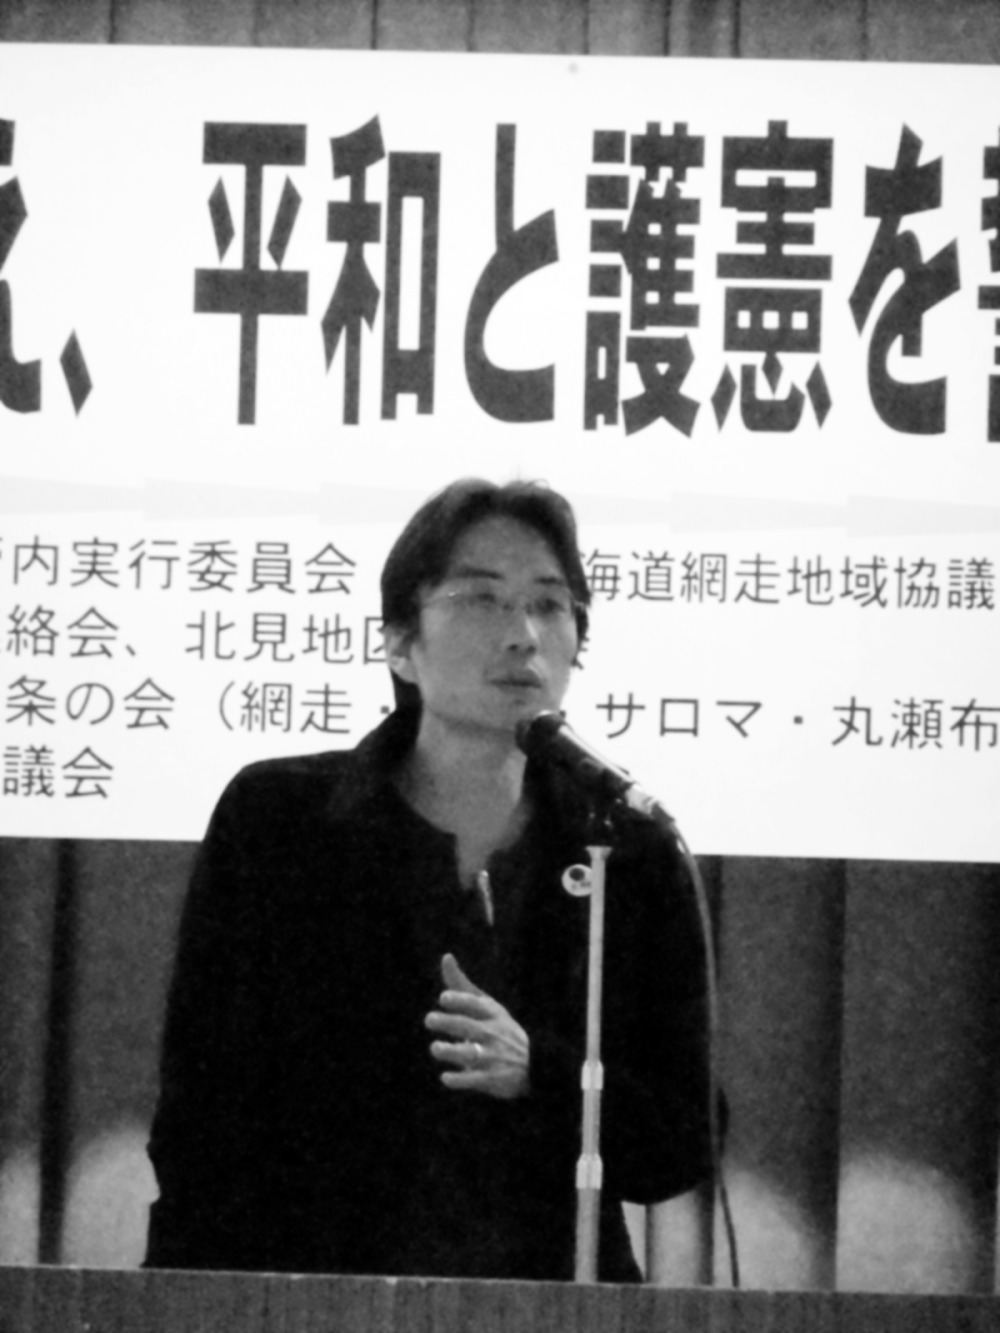 え、平和と護憲を誓
内実行委員会 海道網走地域協議
絡会、北見地区
条の会（網走・ サロマ・丸瀬布
議会